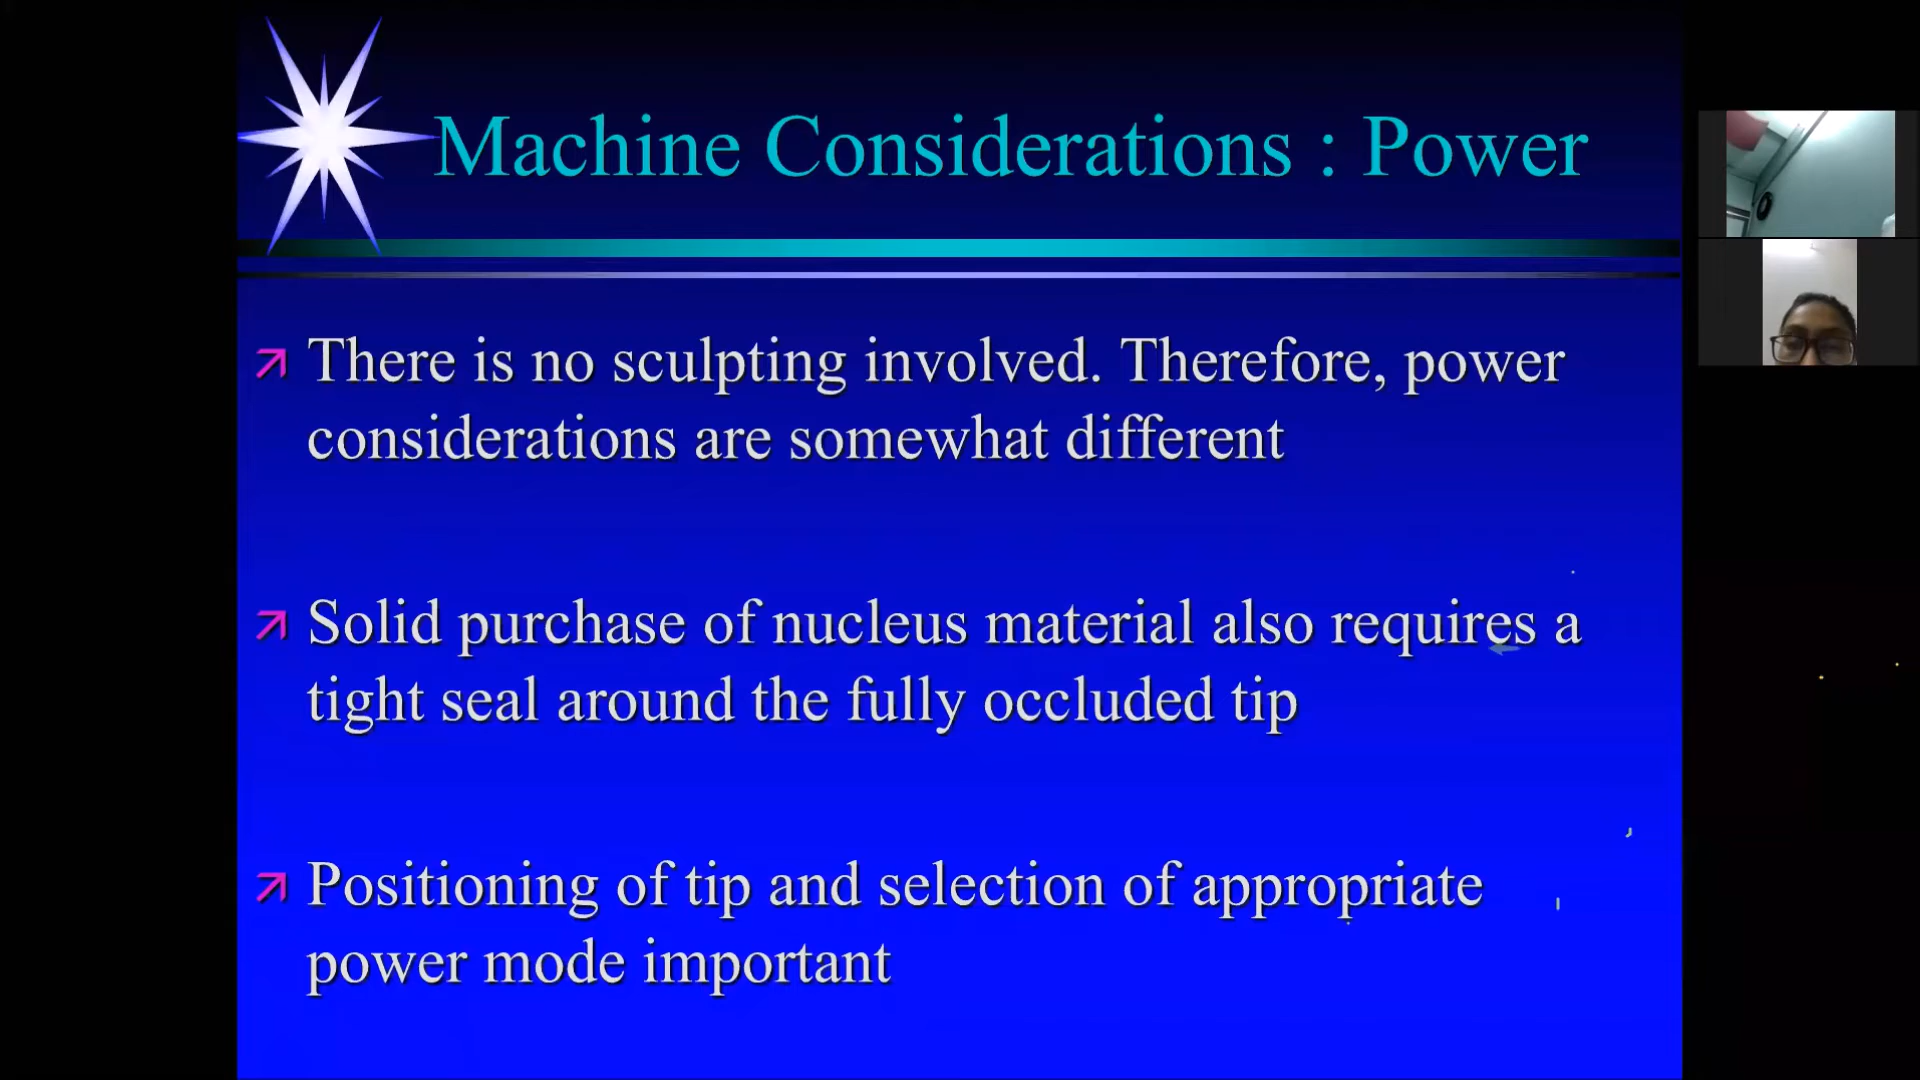 Machine Considerations : Power
There is no sculpting involved. Therefore, power
considerations are somewhat different
Solid purchase of nucleus material also requires a
tight seal around the fully occluded tip
Positioning of tip and selection of appropriate
power mode important